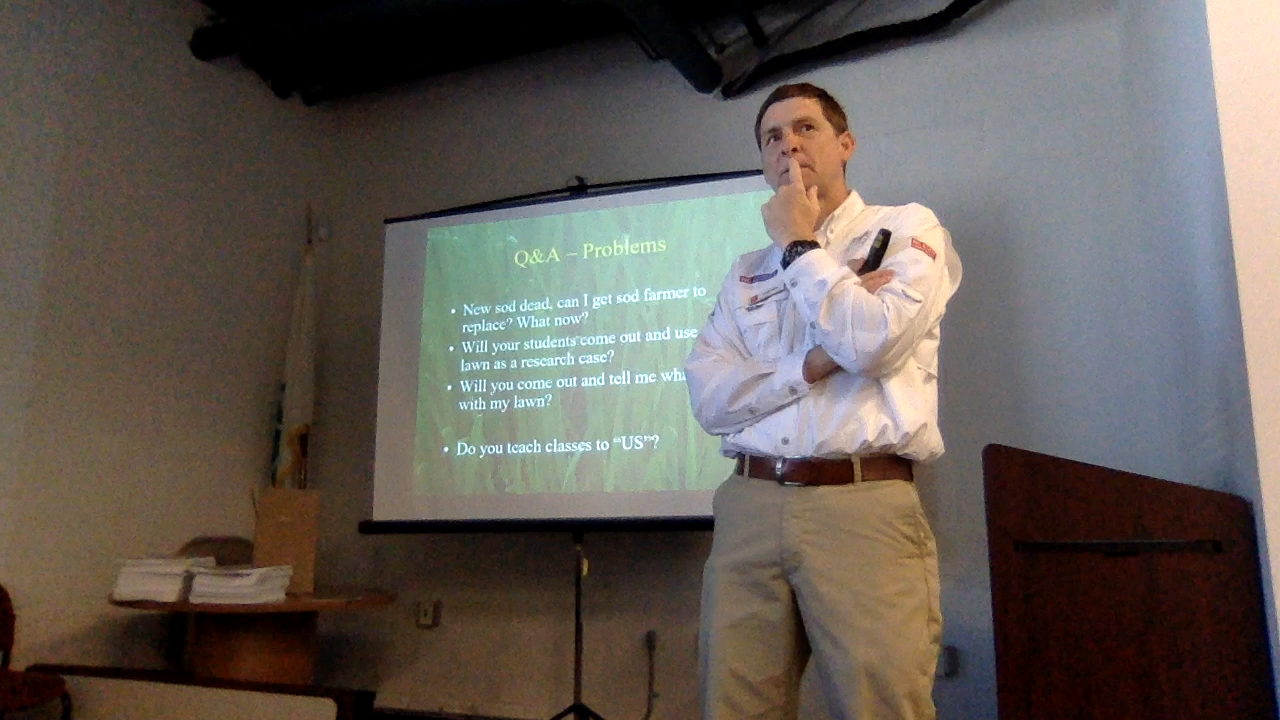 Q&A – Problems
• New sod dead, can I get sod farmer to
replace? What now?
• Will your students come out and use
lawn as a research case?
• Will you come out and tell me
with my lawn?
• Do you teach classes to “US”?